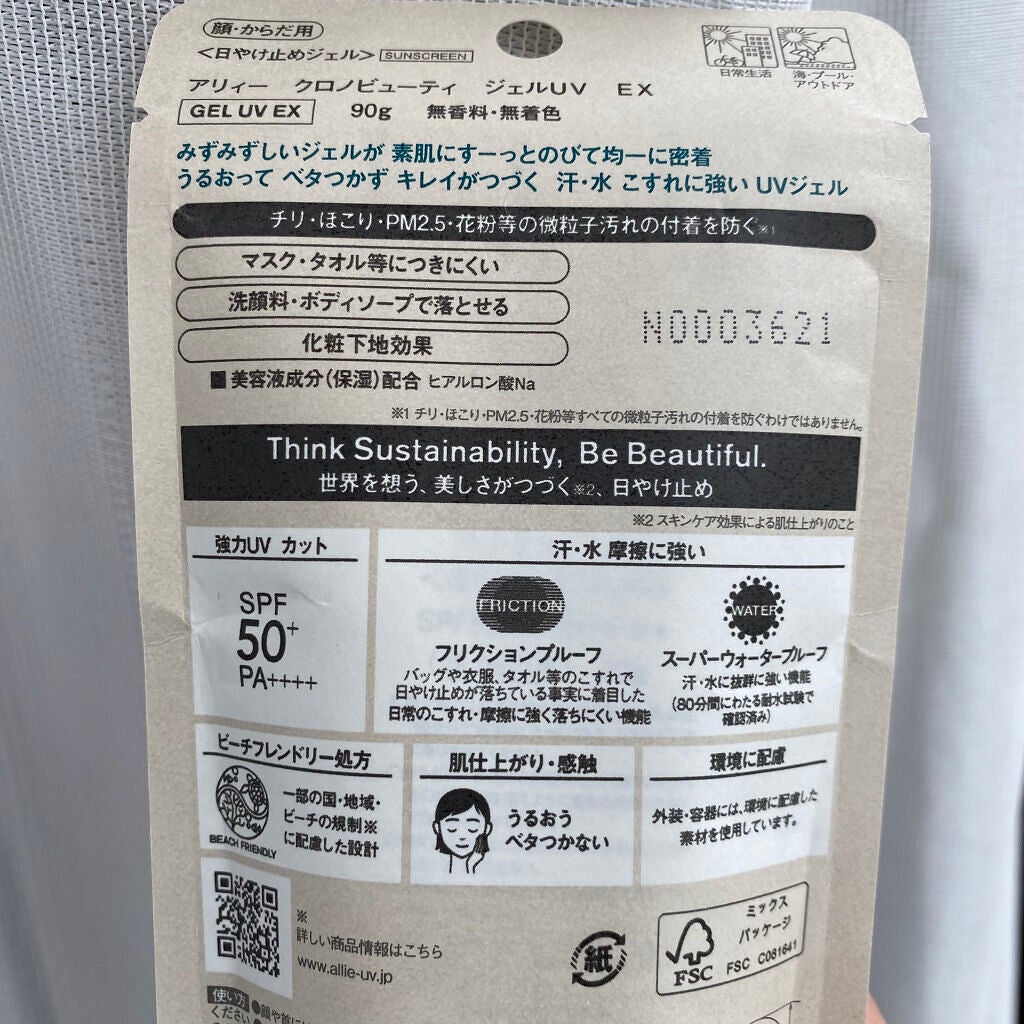 顔・からだ用
<日やけ止めジェル> SUNSCREEN
アリィー クロノビューティ ジェルUV EX
GEL UV EX 90g 無香料・無着色
日常生活
海・プール・
アウトドア
みずみずしいジェルが 素肌にすーっとのびて均一に密着
うるおって ベタつかず キレイがつづく 汗・水 こすれに強い UVジェル
チリ・ほこり・PM2.5・花粉等の微粒子汚れの付着を防ぐ※1
マスク・タオル等につきにくい
洗顔料・ボディソープで落とせる
化粧下地効果
N0003621
美容液成分(保湿)配合 ヒアルロン酸Na
※1 チリ・ほこり・PM2.5・花粉等すべての微粒子汚れの付着を防ぐわけではありません。
Think Sustainability, Be Beautiful.
世界を想う、美しさがつづく※2、日やけ止め
※2 スキンケア効果による肌仕上がりのこと
強力UV カット
SPF
50+
PA++++
汗・水 摩擦に強い
FRICTION
フリクションプルーフ
バッグや衣服、タオル等のこすれで
日やけ止めが落ちている事実に着目した
日常のこすれ・摩擦に強く落ちにくい機能
WATER
スーパーウォータープルーフ
汗・水に抜群に強い機能
(80分間にわたる耐水試験で
確認済み)
ビーチフレンドリー処方
BEACH FRIENDLY
一部の国・地域・
ビーチの規制※
に配慮した設計
肌仕上がり・感触
うるおう
ベタつかない
環境に配慮
外装・容器には、環境に配慮した
素材を使用しています。
※
詳しい商品情報はこちら
www.allie-uv.jp
紙
FSC
ミックス
パッケージ
FSC C081641
使い方 ●顔や首に
ください